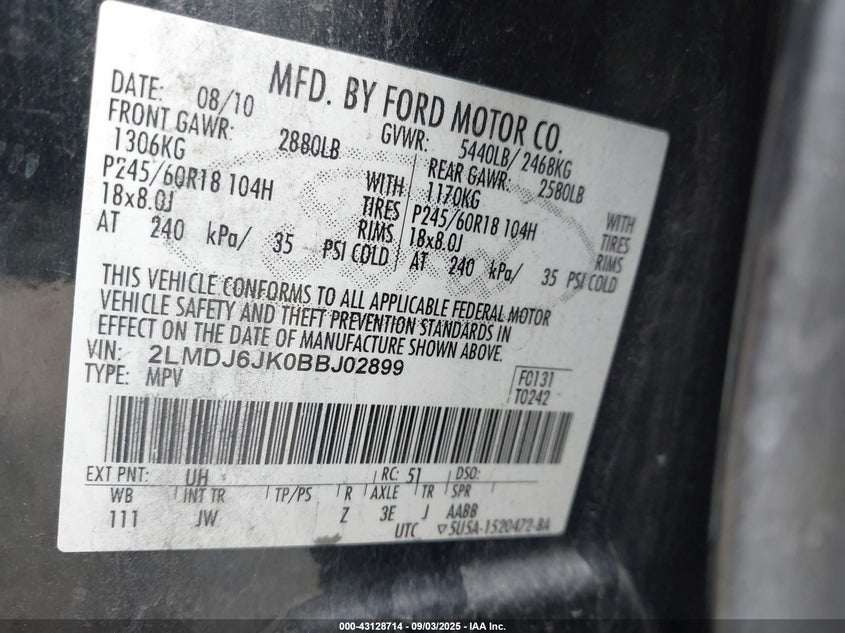 MFD. BY FORD MOTOR CO.
DATE: 08/10 GVWR: 5440LB/ 2468KG
FRONT GAWR: 2880LB REAR GAWR: 2580LB
1306KG 1170KG
P245/60R18 104H WITH TIRES P245/60R18 104H WITH TIRES
18x8.0J RIMS 18x8.0J RIMS
AT 240 kPa/ 35 PSI COLD AT 240 kPa/ 35 PSI COLD
THIS VEHICLE CONFORMS TO ALL APPLICABLE FEDERAL MOTOR
VEHICLE SAFETY AND THEFT PREVENTION STANDARDS IN
EFFECT ON THE DATE OF MANUFACTURE SHOWN ABOVE.
VIN: 2LMDJ6JK0BBJ02899
TYPE: MPV F0131
T0242
EXT PNT: UH RC: 51 DSO:
WB INT TR TP/PS R AXLE TR SPR
111 JW Z 3E J AABB
UTC ▽5U5A-1520472-BA
000-43128714 - 09/03/2025 - IAA Inc.